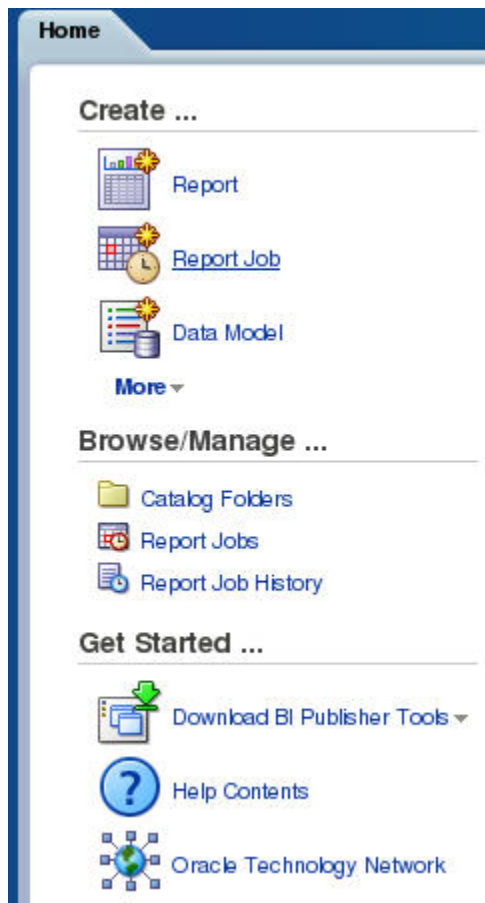 Home
Create ...
Report
Report Job
Data Model
More
Browse/Manage ...
Catalog Folders
Report Jobs
Report Job History
Get Started ...
Download BI Publisher Tools
Help Contents
Oracle Technology Network